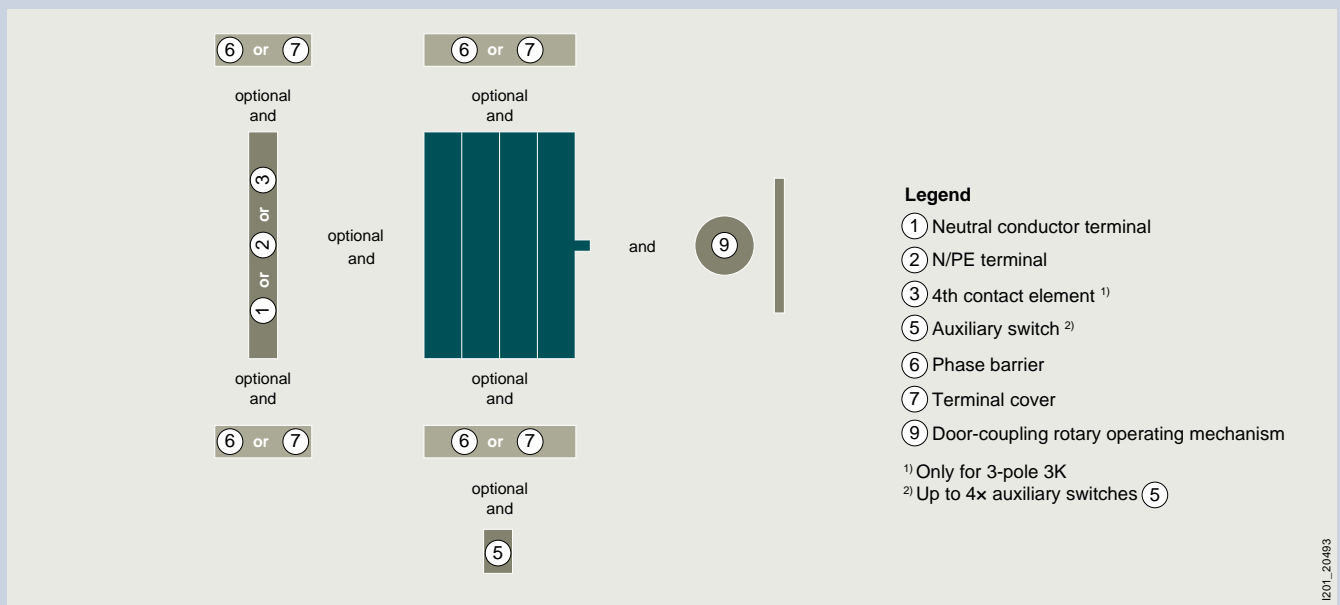 6 or 7
6 or 7
optional
and
optional
and
1 or 2 or 3
optional
and
and
9
optional
and
optional
and
6 or 7
6 or 7
optional
and
5
Legend
1 Neutral conductor terminal
2 N/PE terminal
3 4th contact element 1)
5 Auxiliary switch 2)
6 Phase barrier
7 Terminal cover
9 Door-coupling rotary operating mechanism
1) Only for 3-pole 3K
2) Up to 4× auxiliary switches 5
I201_20493